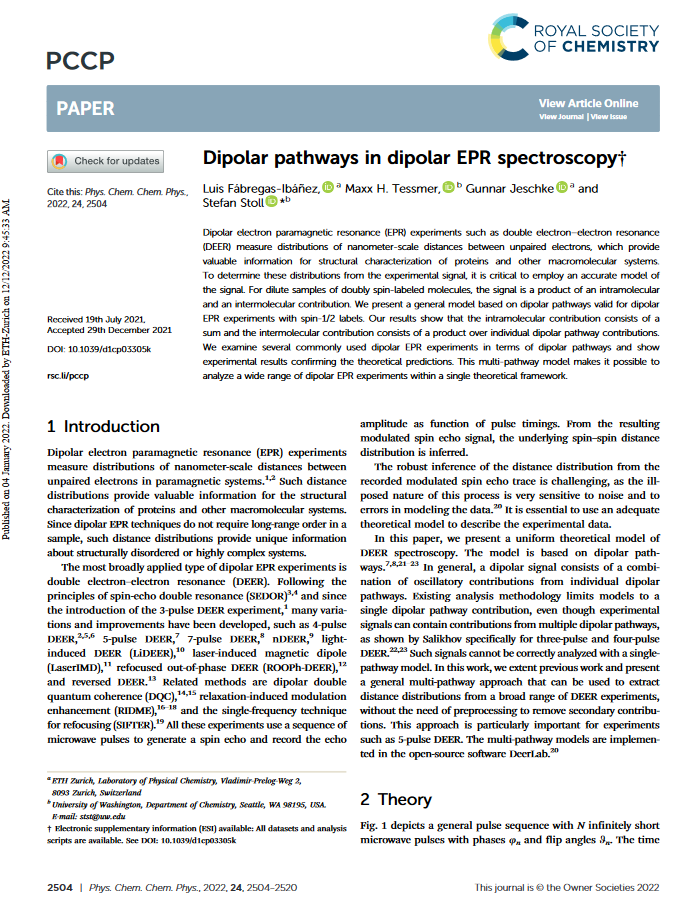 PCCP
ROYAL SOCIETY
OF CHEMISTRY
PAPER
View Article Online
View Journal | View Issue
Check for updates
Cite this: Phys. Chem. Chem. Phys.,
2022, 24, 2504
Received 19th July 2021,
Accepted 29th December 2021
DOI: 10.1039/d1cp03305k
rsc.li/pccp
Dipolar pathways in dipolar EPR spectroscopy†
Luis Fábregas-Ibáñez, iD a Maxx H. Tessmer, iD b Gunnar Jeschke iD a and
Stefan Stoll iD *b
Dipolar electron paramagnetic resonance (EPR) experiments such as double electron–electron resonance
(DEER) measure distributions of nanometer-scale distances between unpaired electrons, which provide
valuable information for structural characterization of proteins and other macromolecular systems.
To determine these distributions from the experimental signal, it is critical to employ an accurate model of
the signal. For dilute samples of doubly spin-labeled molecules, the signal is a product of an intramolecular
and an intermolecular contribution. We present a general model based on dipolar pathways valid for dipolar
EPR experiments with spin-1/2 labels. Our results show that the intramolecular contribution consists of a
sum and the intermolecular contribution consists of a product over individual dipolar pathway contributions.
We examine several commonly used dipolar EPR experiments in terms of dipolar pathways and show
experimental results confirming the theoretical predictions. This multi-pathway model makes it possible to
analyze a wide range of dipolar EPR experiments within a single theoretical framework.
1 Introduction
Dipolar electron paramagnetic resonance (EPR) experiments
measure distributions of nanometer-scale distances between
unpaired electrons in paramagnetic systems.1,2 Such distance
distributions provide valuable information for the structural
characterization of proteins and other macromolecular systems.
Since dipolar EPR techniques do not require long-range order in a
sample, such distance distributions provide unique information
about structurally disordered or highly complex systems.
The most broadly applied type of dipolar EPR experiments is
double electron–electron resonance (DEER). Following the
principles of spin-echo double resonance (SEDOR)3,4 and since
the introduction of the 3-pulse DEER experiment,1 many varia-
tions and improvements have been developed, such as 4-pulse
DEER,2,5,6 5-pulse DEER,7 7-pulse DEER,8 nDEER,9 light-
induced DEER (LiDEER),10 laser-induced magnetic dipole
(LaserIMD),11 refocused out-of-phase DEER (ROOPh-DEER),12
and reversed DEER.13 Related methods are dipolar double
quantum coherence (DQC),14,15 relaxation-induced modulation
enhancement (RIDME),16–18 and the single-frequency technique
for refocusing (SIFTER).19 All these experiments use a sequence of
microwave pulses to generate a spin echo and record the echo
a ETH Zurich, Laboratory of Physical Chemistry, Vladimir-Prelog-Weg 2,
8093 Zurich, Switzerland
b University of Washington, Department of Chemistry, Seattle, WA 98195, USA.
E-mail: stst@uw.edu
† Electronic supplementary information (ESI) available: All datasets and analysis
scripts are available. See DOI: 10.1039/d1cp03305k
amplitude as function of pulse timings. From the resulting
modulated spin echo signal, the underlying spin–spin distance
distribution is inferred.
The robust inference of the distance distribution from the
recorded modulated spin echo trace is challenging, as the ill-
posed nature of this process is very sensitive to noise and to
errors in modeling the data.20 It is essential to use an adequate
theoretical model to describe the experimental data.
In this paper, we present a uniform theoretical model of
DEER spectroscopy. The model is based on dipolar path-
ways.7,8,21–23 In general, a dipolar signal consists of a combi-
nation of oscillatory contributions from individual dipolar
pathways. Existing analysis methodology limits models to a
single dipolar pathway contribution, even though experimental
signals can contain contributions from multiple dipolar pathways,
as shown by Salikhov specifically for three-pulse and four-pulse
DEER.22,23 Such signals cannot be correctly analyzed with a single-
pathway model. In this work, we extent previous work and present
a general multi-pathway approach that can be used to extract
distance distributions from a broad range of DEER experiments,
without the need of preprocessing to remove secondary contribu-
tions. This approach is particularly important for experiments
such as 5-pulse DEER. The multi-pathway models are implemen-
ted in the open-source software DeerLab.20
2 Theory
Fig. 1 depicts a general pulse sequence with N infinitely short
microwave pulses with phases φn and flip angles ϑn. The time
2504 | Phys. Chem. Chem. Phys., 2022, 24, 2504–2520
This journal is © the Owner Societies 2022
Published on 04 January 2022. Downloaded by ETH-Zurich on 12/12/2022 9:45:33 AM.